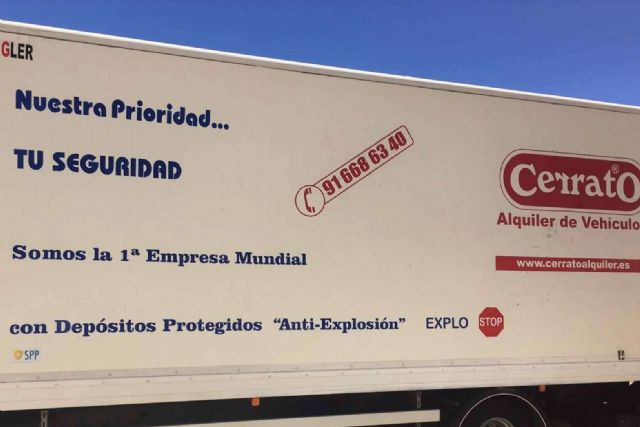 GLER
Nuestra Prioridad...
TU SEGURIDAD
91 668 63 40
Cerrato
Alquiler de Vehículo
www.cerratoalquiler.es
Somos la 1ª Empresa Mundial
con Depósitos Protegidos "Anti-Explosión" EXPLO STOP
SPP